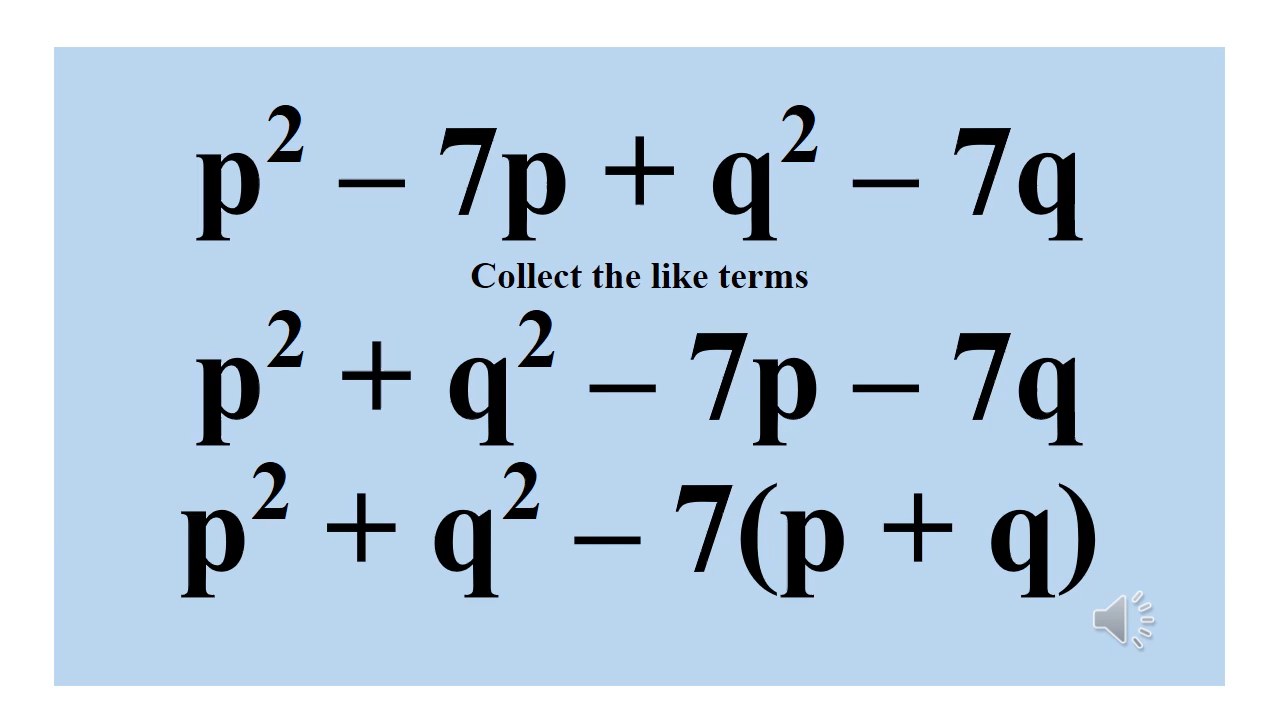 p² – 7p + q² – 7q
Collect the like terms
p² + q² – 7p – 7q
p² + q² – 7(p + q)